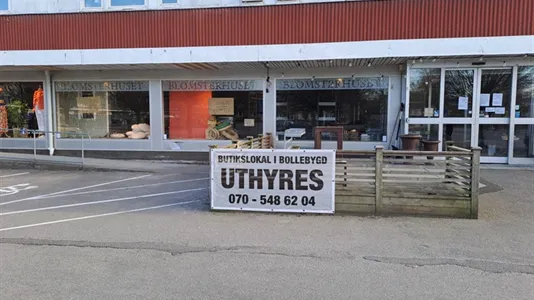 BLOMSTERHUSET
BLOMSTERHUSET
BLOMSTERHUSET
BUTIKSLOKAL I BOLLEBYGD
UTHYRES
070 - 548 62 04